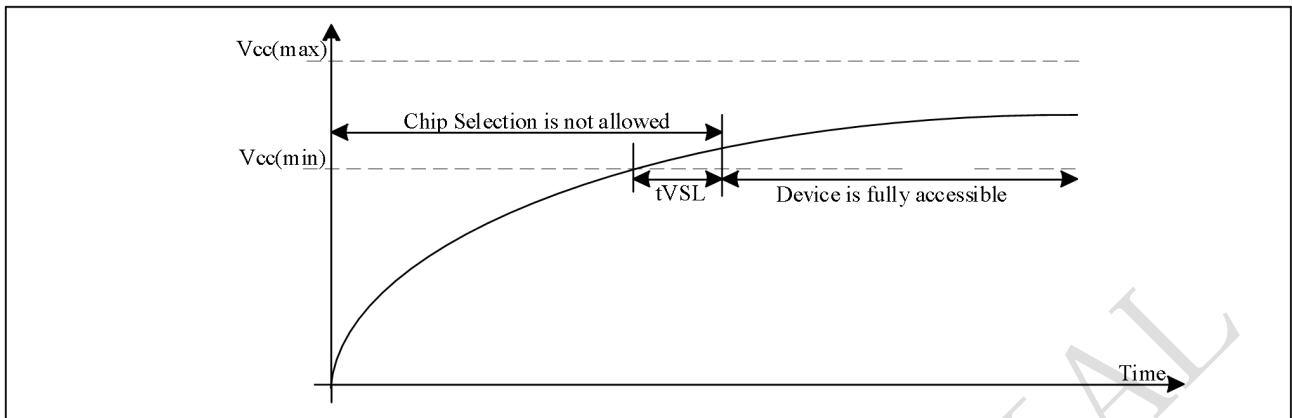 Vcc(max)
Chip Selection is not allowed
Vcc(min)
tVSL
Device is fully accessible
Time